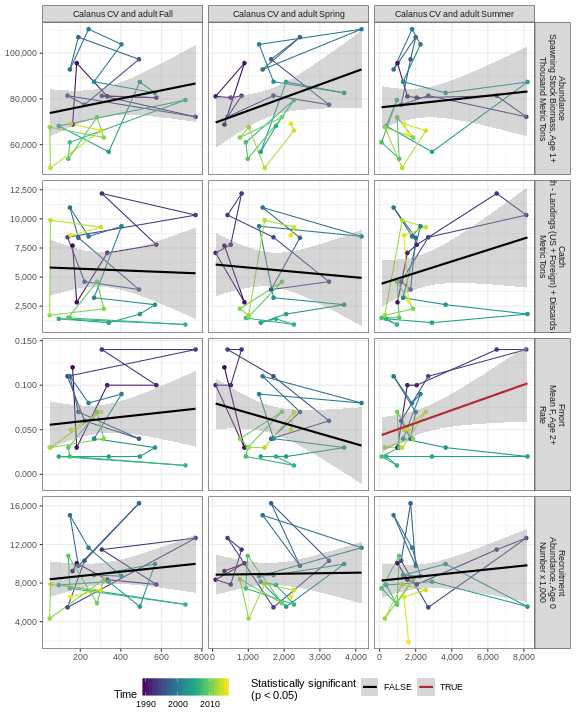 Calanus CV and adult Fall
Calanus CV and adult Spring
Calanus CV and adult Summer
100,000
80,000
60,000
Abundance
Spawning Stock Biomass, Age 1+
Thousand Metric Tons
12,500
10,000
7,500
5,000
2,500
Catch
h - Landings (US + Foreign) + Discards
Metric Tons
0.150
0.100
0.050
0.000
Fmort
Mean F, Age 2+
Rate
16,000
12,000
8,000
4,000
Recruitment
Abundance, Age 0
Number x 1,000
200 400 600 800
0 1,000 2,000 3,000 4,000
0 2,000 4,000 6,000 8,000
Time
1990 2000 2010
Statistically significant
(p < 0.05)
FALSE
TRUE